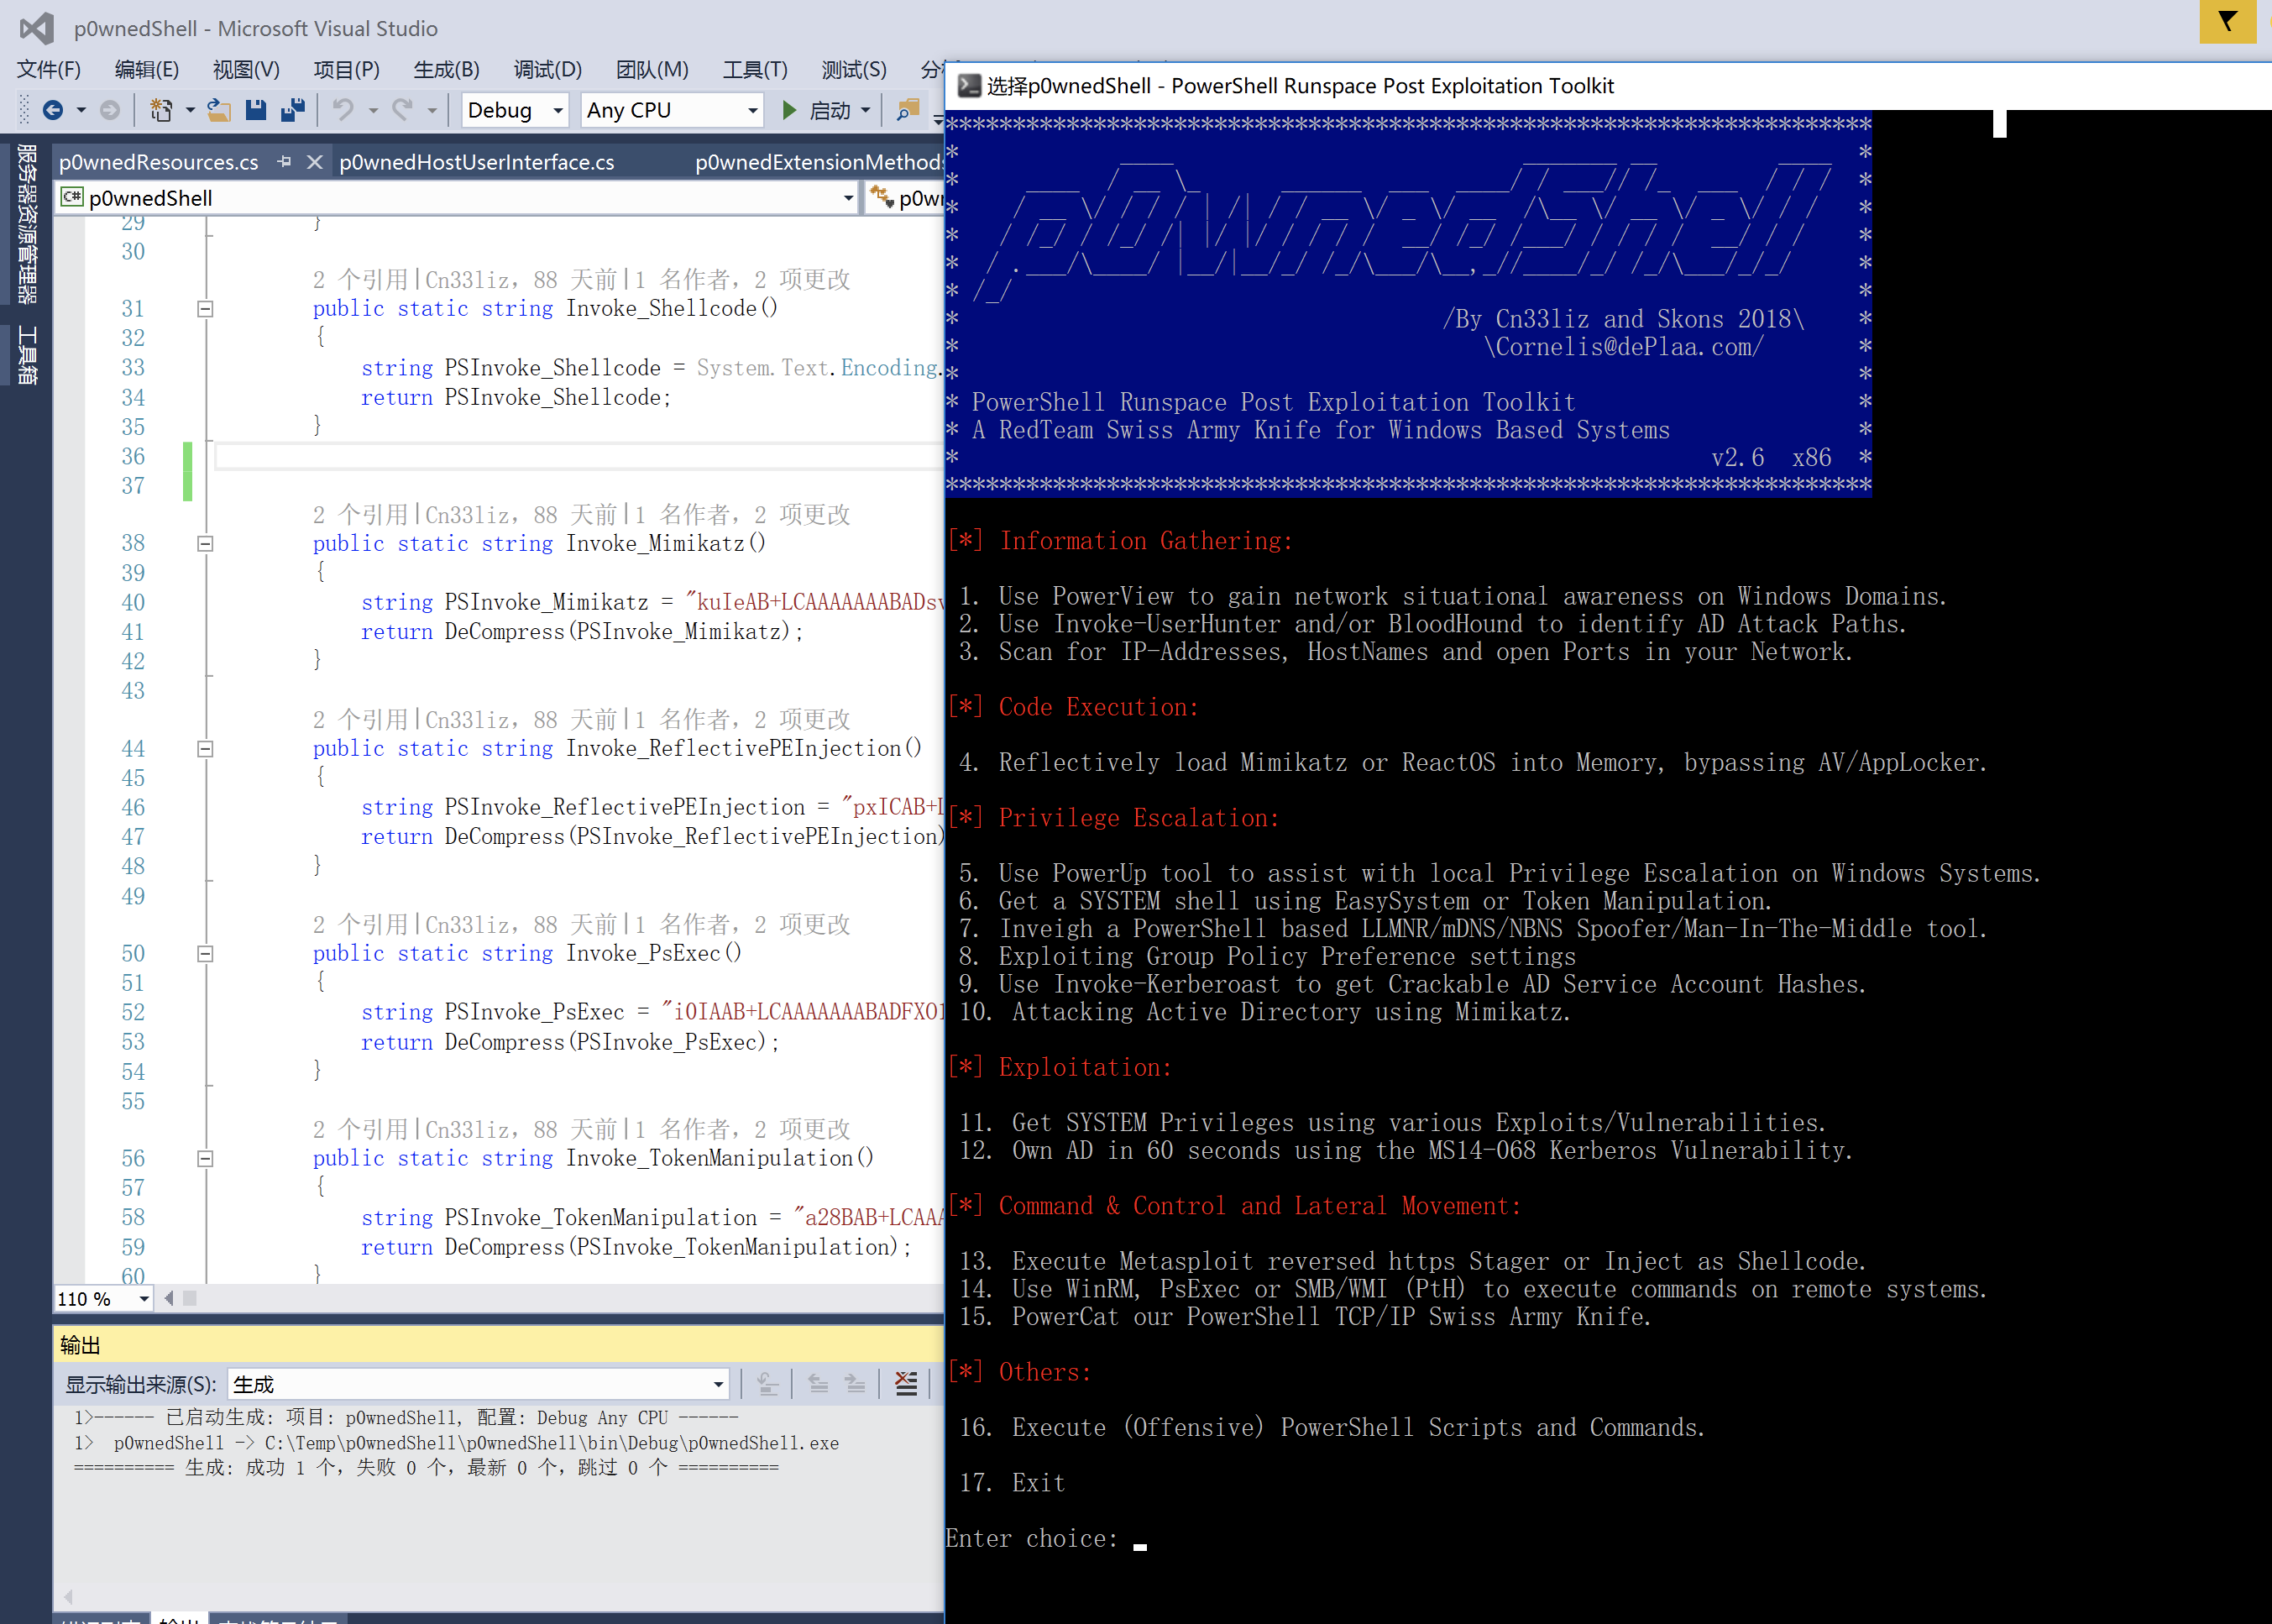 p0wnedShell - Microsoft Visual Studio
文件(F) 编辑(E) 视图(V) 项目(P) 生成(B) 调试(D) 团队(M) 工具(T) 测试(S)
Debug Any CPU 启动
服务器资源管理器
工具箱
p0wnedResources.cs p0wnedHostUserInterface.cs
p0wnedShell
29 }
30
2 个引用|Cn33liz, 88 天前|1 名作者, 2 项更改
31 public static string Invoke_Shellcode()
32 {
33 string PSInvoke_Shellcode = System.Text.Encoding.
34 return PSInvoke_Shellcode;
35 }
36
37
2 个引用|Cn33liz, 88 天前|1 名作者, 2 项更改
38 public static string Invoke_Mimikatz()
39 {
40 string PSInvoke_Mimikatz = "kuIeAB+LCAAAAAAABADsv
41 return DeCompress(PSInvoke_Mimikatz);
42 }
43
2 个引用|Cn33liz, 88 天前|1 名作者, 2 项更改
44 public static string Invoke_ReflectivePEInjection()
45 {
46 string PSInvoke_ReflectivePEInjection = "pxICAB+L
47 return DeCompress(PSInvoke_ReflectivePEInjection)
48 }
49
2 个引用|Cn33liz, 88 天前|1 名作者, 2 项更改
50 public static string Invoke_PsExec()
51 {
52 string PSInvoke_PsExec = "i0IAAB+LCAAAAAAABADFXO1
53 return DeCompress(PSInvoke_PsExec);
54 }
55
2 个引用|Cn33liz, 88 天前|1 名作者, 2 项更改
56 public static string Invoke_TokenManipulation()
57 {
58 string PSInvoke_TokenManipulation = "a28BAB+LCAAA
59 return DeCompress(PSInvoke_TokenManipulation);
60 }
110 %
输出
显示输出来源(S): 生成
1>------ 已启动生成: 项目: p0wnedShell, 配置: Debug Any CPU ------
1> p0wnedShell -> C:\Temp\p0wnedShell\p0wnedShell\bin\Debug\p0wnedShell.exe
========== 生成: 成功 1 个，失败 0 个，最新 0 个，跳过 0 个 ==========
选择p0wnedShell - PowerShell Runspace Post Exploitation Toolkit
p0wnedShell
/By Cn33liz and Skons 2018\
\Cornelis@dePlaa.com/
* PowerShell Runspace Post Exploitation Toolkit *
* A RedTeam Swiss Army Knife for Windows Based Systems *
* v2.6 x86 *
[*] Information Gathering:
1. Use PowerView to gain network situational awareness on Windows Domains.
2. Use Invoke-UserHunter and/or BloodHound to identify AD Attack Paths.
3. Scan for IP-Addresses, HostNames and open Ports in your Network.
[*] Code Execution:
4. Reflectively load Mimikatz or ReactOS into Memory, bypassing AV/AppLocker.
[*] Privilege Escalation:
5. Use PowerUp tool to assist with local Privilege Escalation on Windows Systems.
6. Get a SYSTEM shell using EasySystem or Token Manipulation.
7. Inveigh a PowerShell based LLMNR/mDNS/NBNS Spoofer/Man-In-The-Middle tool.
8. Exploiting Group Policy Preference settings
9. Use Invoke-Kerberoast to get Crackable AD Service Account Hashes.
10. Attacking Active Directory using Mimikatz.
[*] Exploitation:
11. Get SYSTEM Privileges using various Exploits/Vulnerabilities.
12. Own AD in 60 seconds using the MS14-068 Kerberos Vulnerability.
[*] Command & Control and Lateral Movement:
13. Execute Metasploit reversed https Stager or Inject as Shellcode.
14. Use WinRM, PsExec or SMB/WMI (PtH) to execute commands on remote systems.
15. PowerCat our PowerShell TCP/IP Swiss Army Knife.
[*] Others:
16. Execute (Offensive) PowerShell Scripts and Commands.
17. Exit
Enter choice: